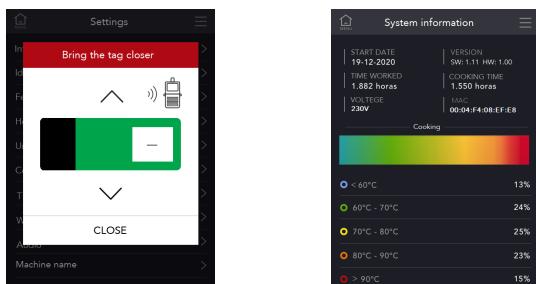 Settings
Bring the tag closer
CLOSE
Audio
Machine name
MENU
System information
START DATE
19-12-2020
VERSION
SW: 1.11 HW: 1.00
TIME WORKED
1.882 horas
COOKING TIME
1.550 horas
VOLTEGE
230V
MAC
00:04:F4:08:EF:E8
Cooking
< 60°C 13%
60°C - 70°C 24%
70°C - 80°C 25%
80°C - 90°C 23%
> 90°C 15%